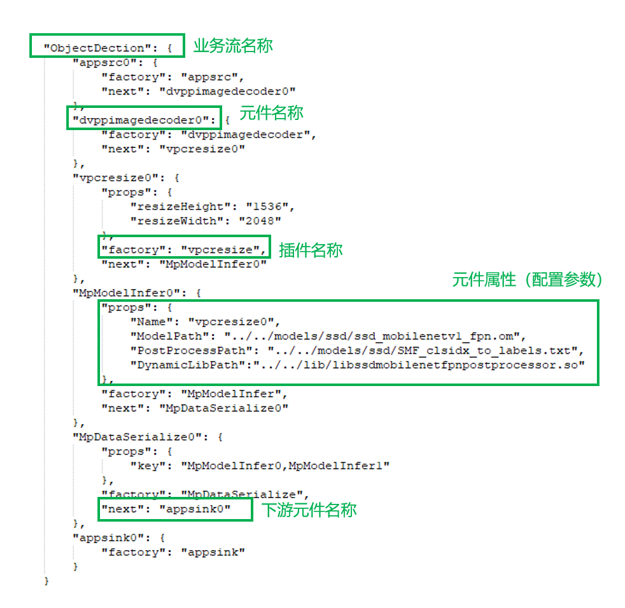 "ObjectDection": { 业务流名称
"appsrc0": {
"factory": "appsrc",
"next": "dvppimagedecoder0"
}, 元件名称
"dvppimagedecoder0": {
"factory": "dvppimagedecoder",
"next": "vpcresize0"
},
"vpcresize0": {
"props": {
"resizeHeight": "1536",
"resizeWidth": "2048"
},
"factory": "vpcresize", 插件名称
"next": "MpModelInfer0"
},
元件属性（配置参数）
"MpModelInfer0": {
"props": {
"Name": "vpcresize0",
"ModelPath": "../../models/ssd/ssd_mobilenetv1_fpn.om",
"PostProcessPath": "../../models/ssd/SMF_clsidx_to_labels.txt",
"DynamicLibPath":"../../lib/libssdmobilenetfpnpostprocessor.so"
},
"factory": "MpModelInfer",
"next": "MpDataSerialize0"
},
"MpDataSerialize0": {
"props": {
"key": "MpModelInfer0,MpModelInfer1"
},
"factory": "MpDataSerialize",
"next": "appsink0" 下游元件名称
},
"appsink0": {
"factory": "appsink"
}
}